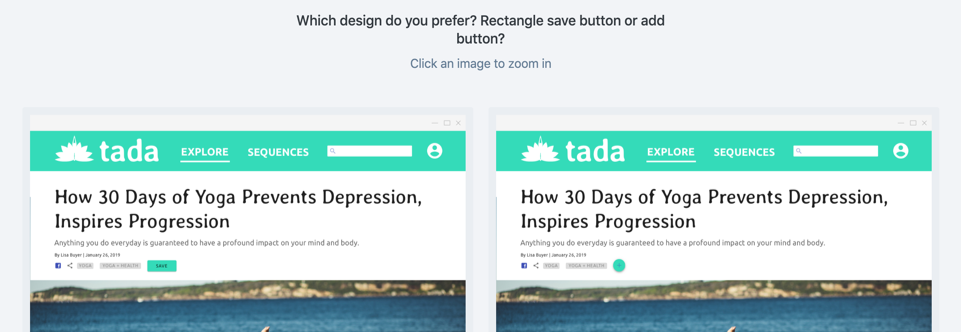 Which design do you prefer? Rectangle save button or add
button?
Click an image to zoom in
tada EXPLORE SEQUENCES
How 30 Days of Yoga Prevents Depression,
Inspires Progression
Anything you do everyday is guaranteed to have a profound impact on your mind and body.
By Lisa Buyer | January 26, 2019
YOGA YOGA + HEALTH SAVE
tada EXPLORE SEQUENCES
How 30 Days of Yoga Prevents Depression,
Inspires Progression
Anything you do everyday is guaranteed to have a profound impact on your mind and body.
By Lisa Buyer | January 26, 2019
YOGA YOGA + HEALTH +